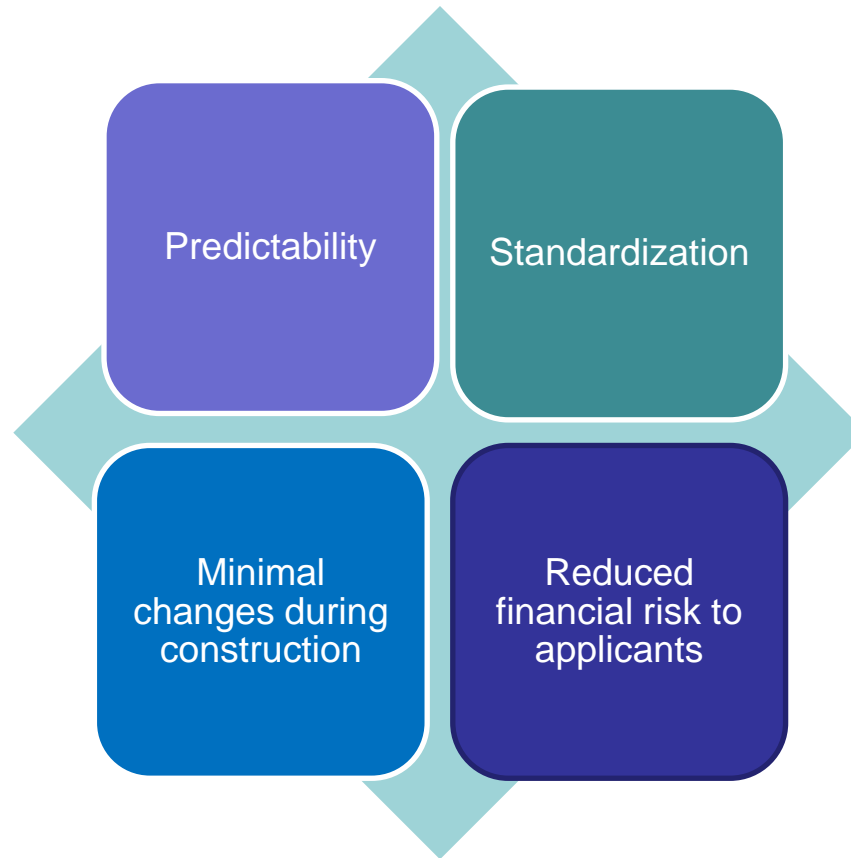 Predictability
Standardization
Minimal
changes during
construction
Reduced
financial risk to
applicants